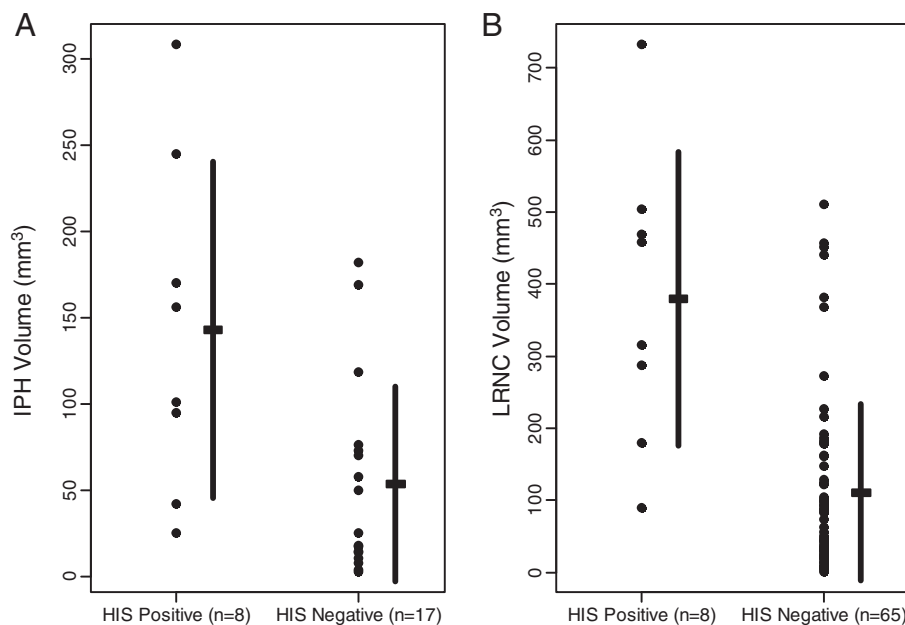 A
IPH Volume (mm³)
300
250
200
150
100
50
0
HIS Positive (n=8)
HIS Negative (n=17)
B
LRNC Volume (mm³)
700
600
500
400
300
200
100
0
HIS Positive (n=8)
HIS Negative (n=65)